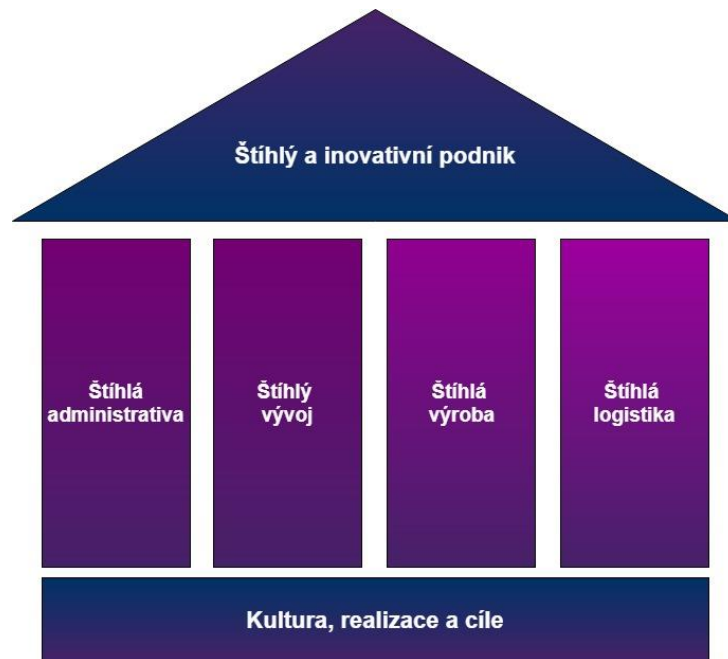 Štíhlý a inovativní podnik
Štíhlá
administrativa
Štíhlý
vývoj
Štíhlá
výroba
Štíhlá
logistika
Kultura, realizace a cíle